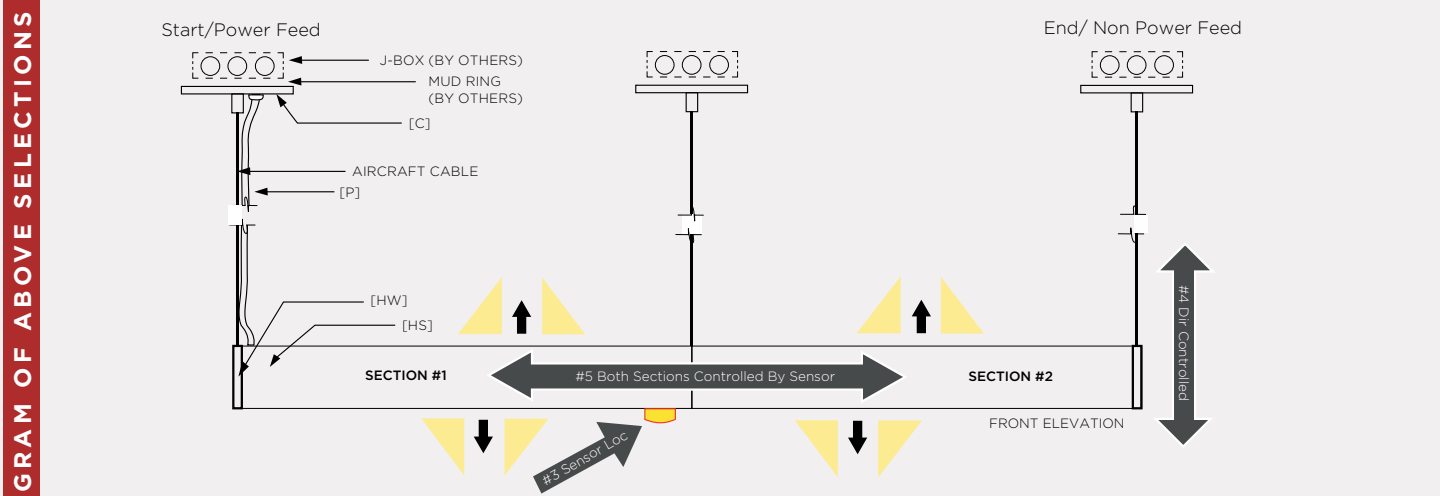 GRAM OF ABOVE SELECTIONS
Start/Power Feed
End/ Non Power Feed
J-BOX (BY OTHERS)
MUD RING
(BY OTHERS)
[C]
AIRCRAFT CABLE
[P]
[HW]
[HS]
#4 Dir Controlled
SECTION #1
#5 Both Sections Controlled By Sensor
SECTION #2
FRONT ELEVATION
#3 Sensor Loc